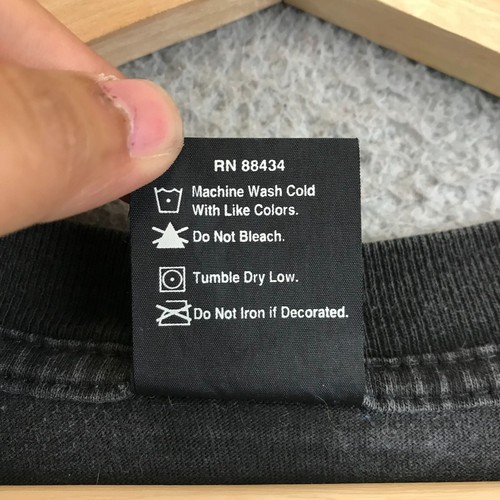 RN 88434
Machine Wash Cold
With Like Colors.
Do Not Bleach.
Tumble Dry Low.
Do Not Iron if Decorated.